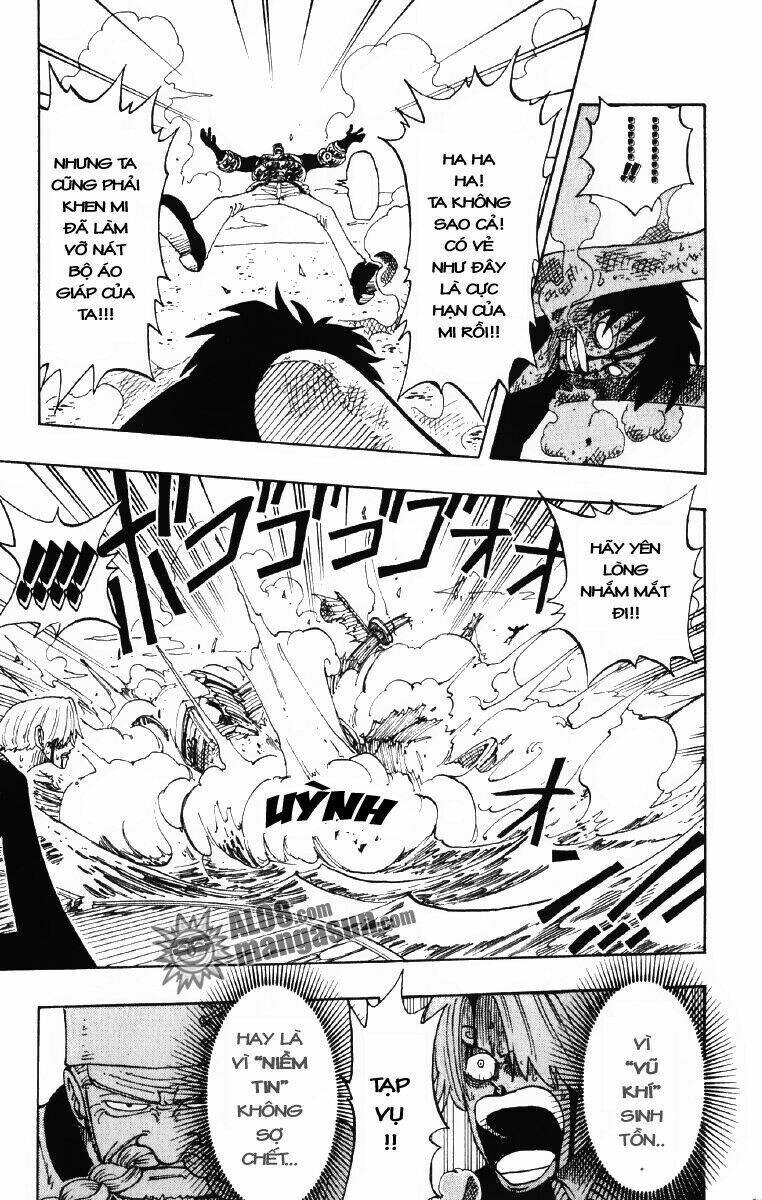 ..........!!
HA HA
HA!
TA KHÔNG
SAO CẢ!
CÓ VẺ
NHƯ ĐÂY
LÀ CỰC
HẠN CỦA
MI RỒI!!
NHƯNG TA
CŨNG PHẢI
KHEN MI
ĐÃ LÀM
VỠ NÁT
BỘ ÁO
GIÁP CỦA
TA!!!
HÃY YÊN
LÒNG
NHẮM MẮT
ĐI!!
ドゴゴゴゴオオオ!!
!!!!
UỲNH
ALO8.com
mangasun.com
VÌ
"VŨ
KHÍ"
SINH
TỒN..
.
TẠP
VỤ
!!
HAY LÀ
VÌ "NIỀM
TIN"
KHÔNG
SỢ
CHẾT...